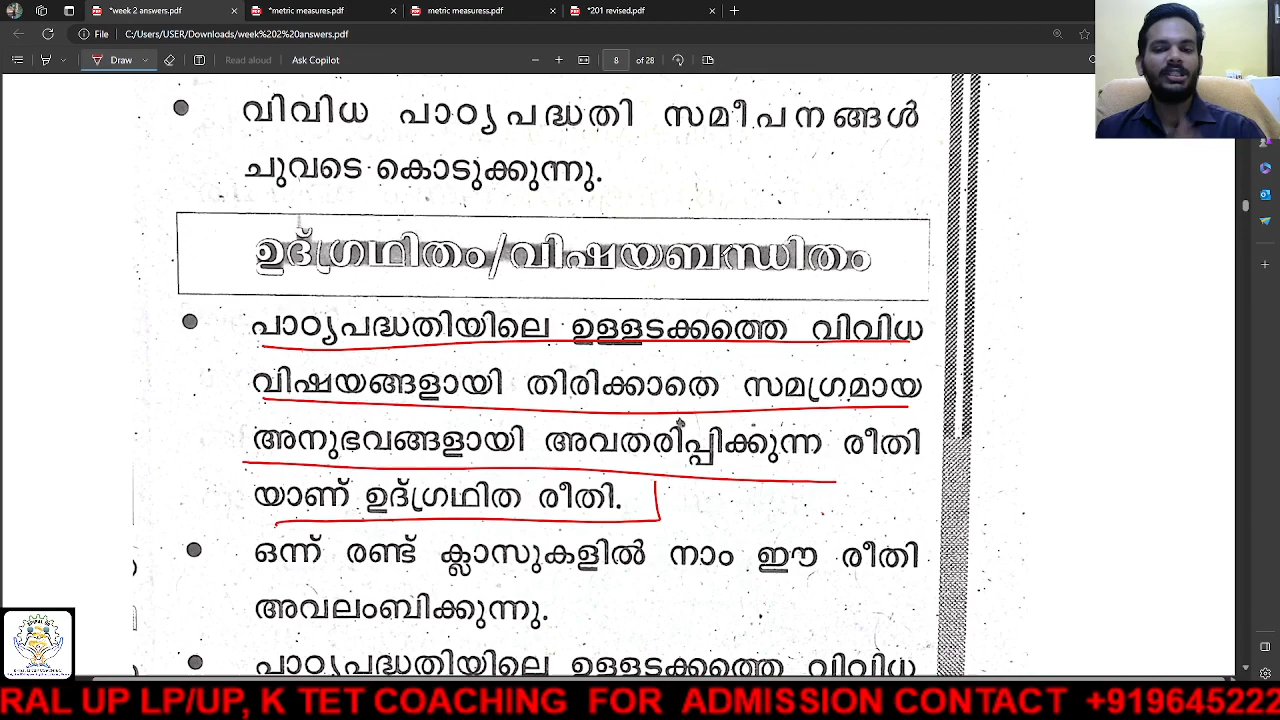 *week 2 answers.pdf
*metric measures.pdf
metric measuress.pdf
*201 revised.pdf
File C:/Users/USER/Downloads/week%202%20answers.pdf
Draw Read aloud Ask Copilot 8 of 28
വിവിധ പാഠ്യപദ്ധതി സമീപനങ്ങൾ
ചുവടെ കൊടുക്കുന്നു.
ഉദ്ഗ്രഥിതം/വിഷയബന്ധിതം
പാഠ്യപദ്ധതിയിലെ ഉള്ളടക്കത്തെ വിവിധ
വിഷയങ്ങളായി തിരിക്കാതെ സമഗ്രമായ
അനുഭവങ്ങളായി അവതരിപ്പിക്കുന്ന രീതി
യാണ് ഉദ്ഗ്രഥിത രീതി.
ഒന്ന് രണ്ട് ക്ലാസുകളിൽ നാം ഈ രീതി
അവലംബിക്കുന്നു.
പാഠ്യപദ്ധതിയിലെ ഉള്ളടക്കത്തെ വിവിധ
RAL UP LP/UP, K TET COACHING FOR ADMISSION CONTACT +919645222